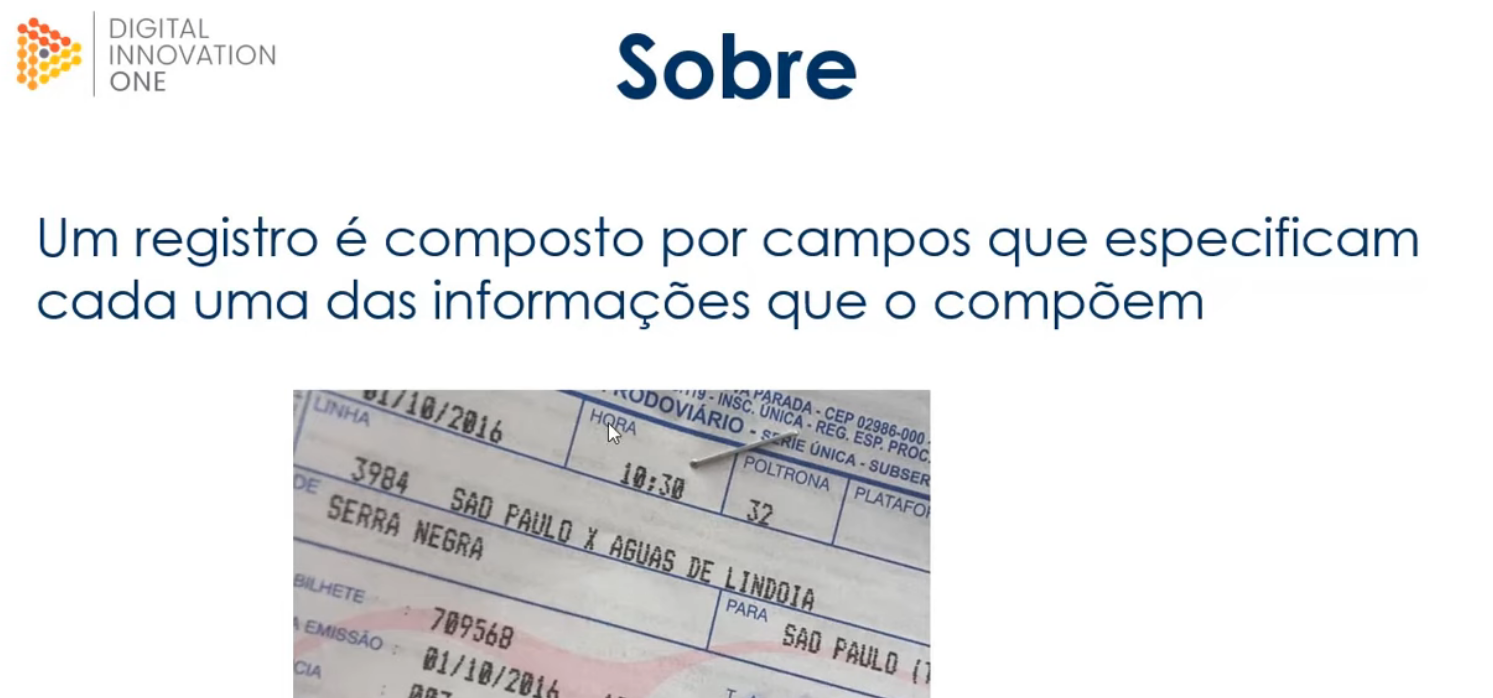 DIGITAL
INNOVATION
ONE
Sobre
Um registro é composto por campos que especificam
cada uma das informações que o compõem
PARADA - CEP 02986-000
INSC. ÚNICA - REG. ESP. PROC.
RODOVIÁRIO - SÉRIE ÚNICA - SUBSER
01/10/2016
HORA
10:30
POLTRONA
32
PLATAFOR
LINHA
3984 SAO PAULO X AGUAS DE LINDOIA
DE
SERRA NEGRA
PARA
SAO PAULO (
BILHETE : 709568
A EMISSÃO : 01/10/2016
CIA :